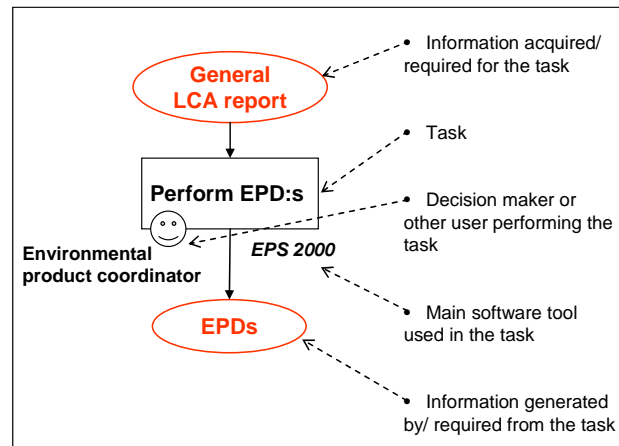 General
LCA report
Perform EPD:s
Environmental
product coordinator
EPS 2000
EPDs
• Information acquired/
required for the task
• Task
• Decision maker or
other user performing the
task
• Main software tool
used in the task
• Information generated
by/ required from the task